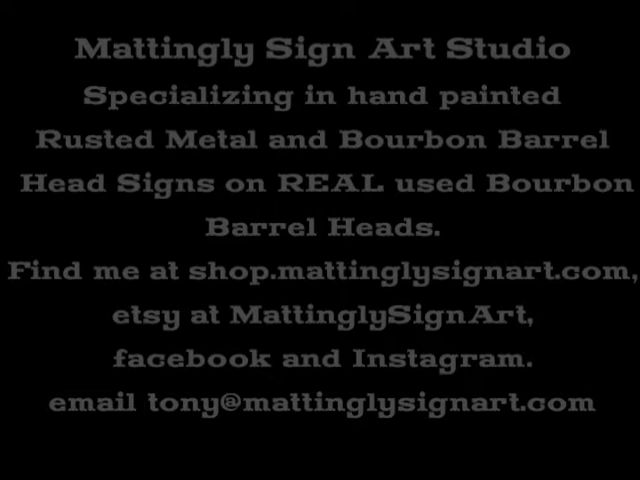 Mattingly Sign Art Studio
Specializing in hand painted
Rusted Metal and Bourbon Barrel
Head Signs on REAL used Bourbon
Barrel Heads.
Find me at shop.mattinglysignart.com,
etsy at MattinglySignArt,
facebook and Instagram.
email tony@mattinglysignart.com